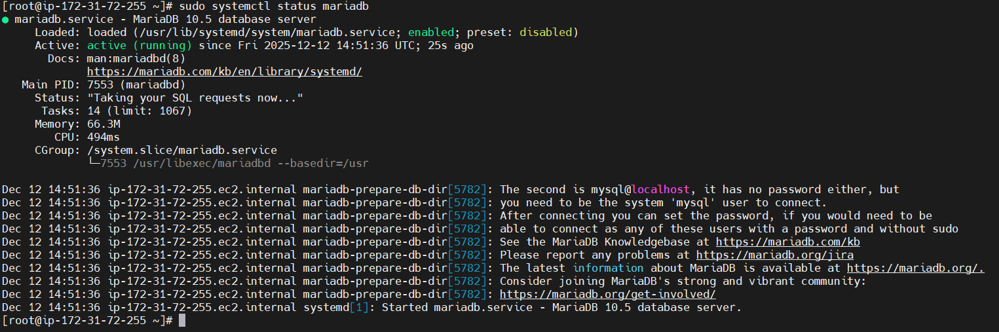 [root@ip-172-31-72-255 ~]# sudo systemctl status mariadb
● mariadb.service - MariaDB 10.5 database server
     Loaded: loaded (/usr/lib/systemd/system/mariadb.service; enabled; preset: disabled)
     Active: active (running) since Fri 2025-12-12 14:51:36 UTC; 25s ago
       Docs: man:mariadbd(8)
             https://mariadb.com/kb/en/library/systemd/
   Main PID: 7553 (mariadbd)
     Status: "Taking your SQL requests now..."
      Tasks: 14 (limit: 1067)
     Memory: 66.3M
        CPU: 494ms
     CGroup: /system.slice/mariadb.service
             └─7553 /usr/libexec/mariadbd --basedir=/usr

Dec 12 14:51:36 ip-172-31-72-255.ec2.internal mariadb-prepare-db-dir[5782]: The second is mysql@localhost, it has no password either, but
Dec 12 14:51:36 ip-172-31-72-255.ec2.internal mariadb-prepare-db-dir[5782]: you need to be the system 'mysql' user to connect.
Dec 12 14:51:36 ip-172-31-72-255.ec2.internal mariadb-prepare-db-dir[5782]: After connecting you can set the password, if you would need to be
Dec 12 14:51:36 ip-172-31-72-255.ec2.internal mariadb-prepare-db-dir[5782]: able to connect as any of these users with a password and without sudo
Dec 12 14:51:36 ip-172-31-72-255.ec2.internal mariadb-prepare-db-dir[5782]: See the MariaDB Knowledgebase at https://mariadb.com/kb
Dec 12 14:51:36 ip-172-31-72-255.ec2.internal mariadb-prepare-db-dir[5782]: Please report any problems at https://mariadb.org/jira
Dec 12 14:51:36 ip-172-31-72-255.ec2.internal mariadb-prepare-db-dir[5782]: The latest information about MariaDB is available at https://mariadb.org/.
Dec 12 14:51:36 ip-172-31-72-255.ec2.internal mariadb-prepare-db-dir[5782]: Consider joining MariaDB's strong and vibrant community:
Dec 12 14:51:36 ip-172-31-72-255.ec2.internal mariadb-prepare-db-dir[5782]: https://mariadb.org/get-involved/
Dec 12 14:51:36 ip-172-31-72-255.ec2.internal systemd[1]: Started mariadb.service - MariaDB 10.5 database server.
[root@ip-172-31-72-255 ~]#